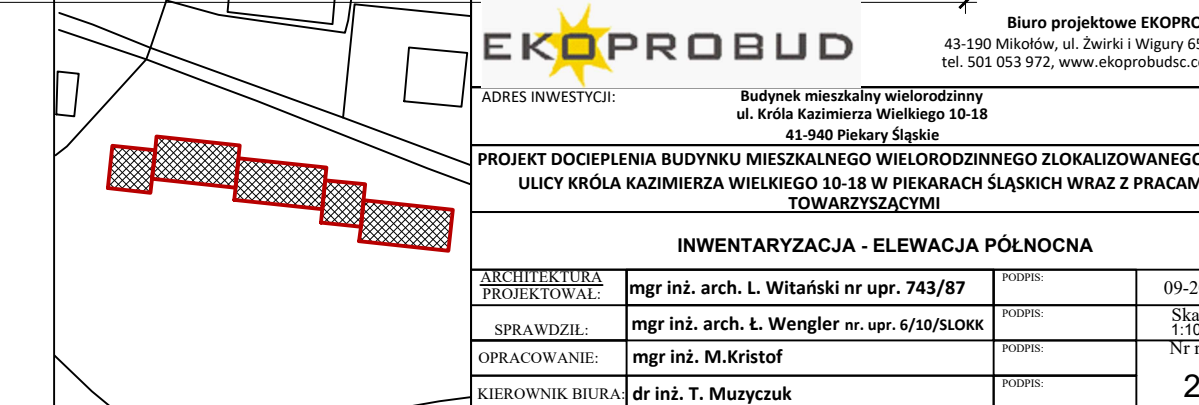 EKOPROBUD
Biuro projektowe EKOPRO
43-190 Mikołów, ul. Żwirki i Wigury 65
tel. 501 053 972, www.ekoprobudsc.co
ADRES INWESTYCJI:
Budynek mieszkalny wielorodzinny
ul. Króla Kazimierza Wielkiego 10-18
41-940 Piekary Śląskie
PROJEKT DOCIEPLENIA BUDYNKU MIESZKALNEGO WIELORODZINNEGO ZLOKALIZOWANEGO
ULICY KRÓLA KAZIMIERZA WIELKIEGO 10-18 W PIEKARACH ŚLĄSKICH WRAZ Z PRACAM
TOWARZYSZĄCYMI
INWENTARYZACJA - ELEWACJA PÓŁNOCNA
ARCHITEKTURA
PROJEKTOWAŁ:
mgr inż. arch. L. Witański nr upr. 743/87
PODPIS:
09-2
SPRAWDZIŁ:
mgr inż. arch. Ł. Wengler nr. upr. 6/10/SLOKK
PODPIS:
Ska
1:10
OPRACOWANIE:
mgr inż. M.Kristof
PODPIS:
Nr r
KIEROWNIK BIURA:
dr inż. T. Muzyczuk
PODPIS:
2